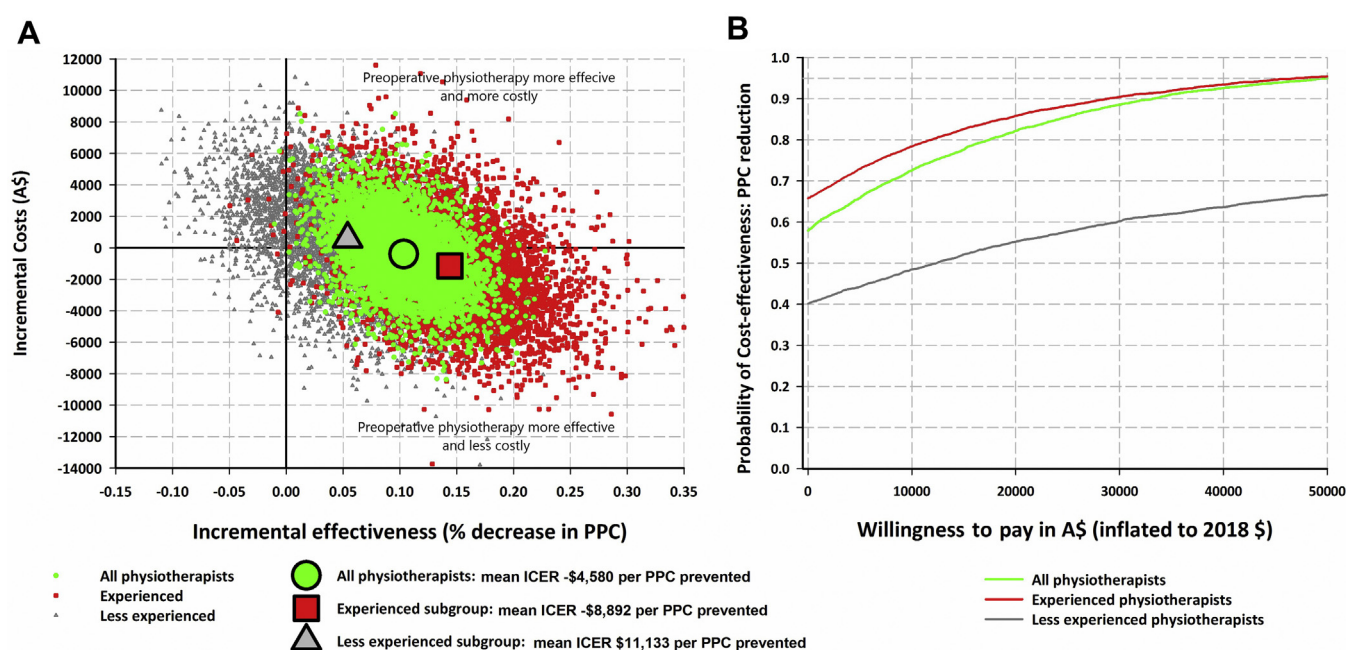 A
12000
10000
8000
6000
4000
2000
0
-2000
-4000
-6000
-8000
-10000
-12000
-14000
Incremental Costs (A$)
Preoperative physiotherapy more effecive
and more costly
Preoperative physiotherapy more effective
and less costly
-0.15 -0.10 -0.05 0.00 0.05 0.10 0.15 0.20 0.25 0.30 0.35
Incremental effectiveness (% decrease in PPC)
All physiotherapists
Experienced
Less experienced
All physiotherapists: mean ICER -$4,580 per PPC prevented
Experienced subgroup: mean ICER -$8,892 per PPC prevented
Less experienced subgroup: mean ICER $11,133 per PPC prevented
B
1.0
0.9
0.8
0.7
0.6
0.5
0.4
0.3
0.2
0.1
0.0
Probability of Cost-effectiveness: PPC reduction
0 10000 20000 30000 40000 50000
Willingness to pay in A$ (inflated to 2018 $)
All physiotherapists
Experienced physiotherapists
Less experienced physiotherapists